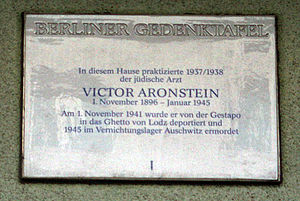 BERLINER GEDENKTAFEL
In diesem Hause praktizierte 1937/1938
der jüdische Arzt
VICTOR ARONSTEIN
1. November 1896 – Januar 1945
Am 1. November 1941 wurde er von der Gestapo
in das Ghetto von Lodz deportiert und
1945 im Vernichtungslager Auschwitz ermordet